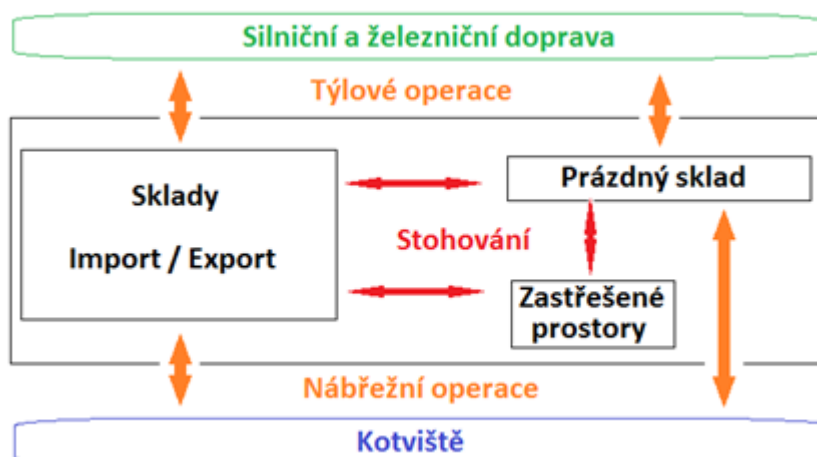 Silniční a železniční doprava
Týlové operace
Sklady
Import / Export
Prázdný sklad
Stohování
Zastřešené
prostory
Nábřežní operace
Kotviště